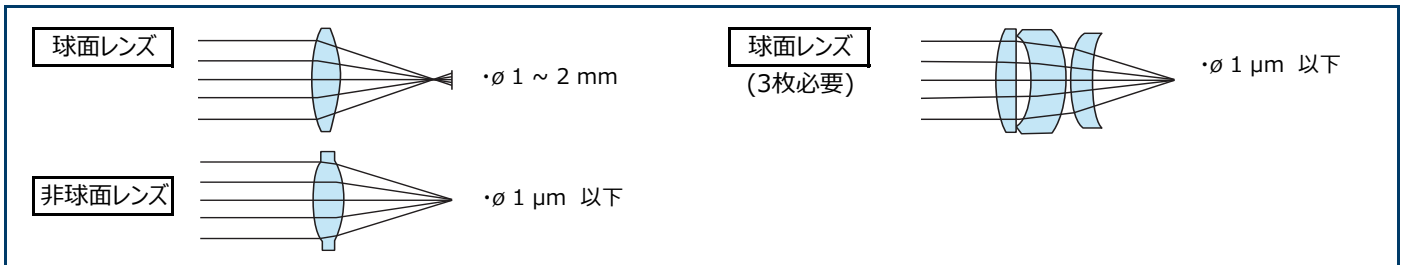 球面レンズ
・ø 1 ~ 2 mm
非球面レンズ
・ø 1 μm 以下
球面レンズ
(3枚必要)
・ø 1 μm 以下